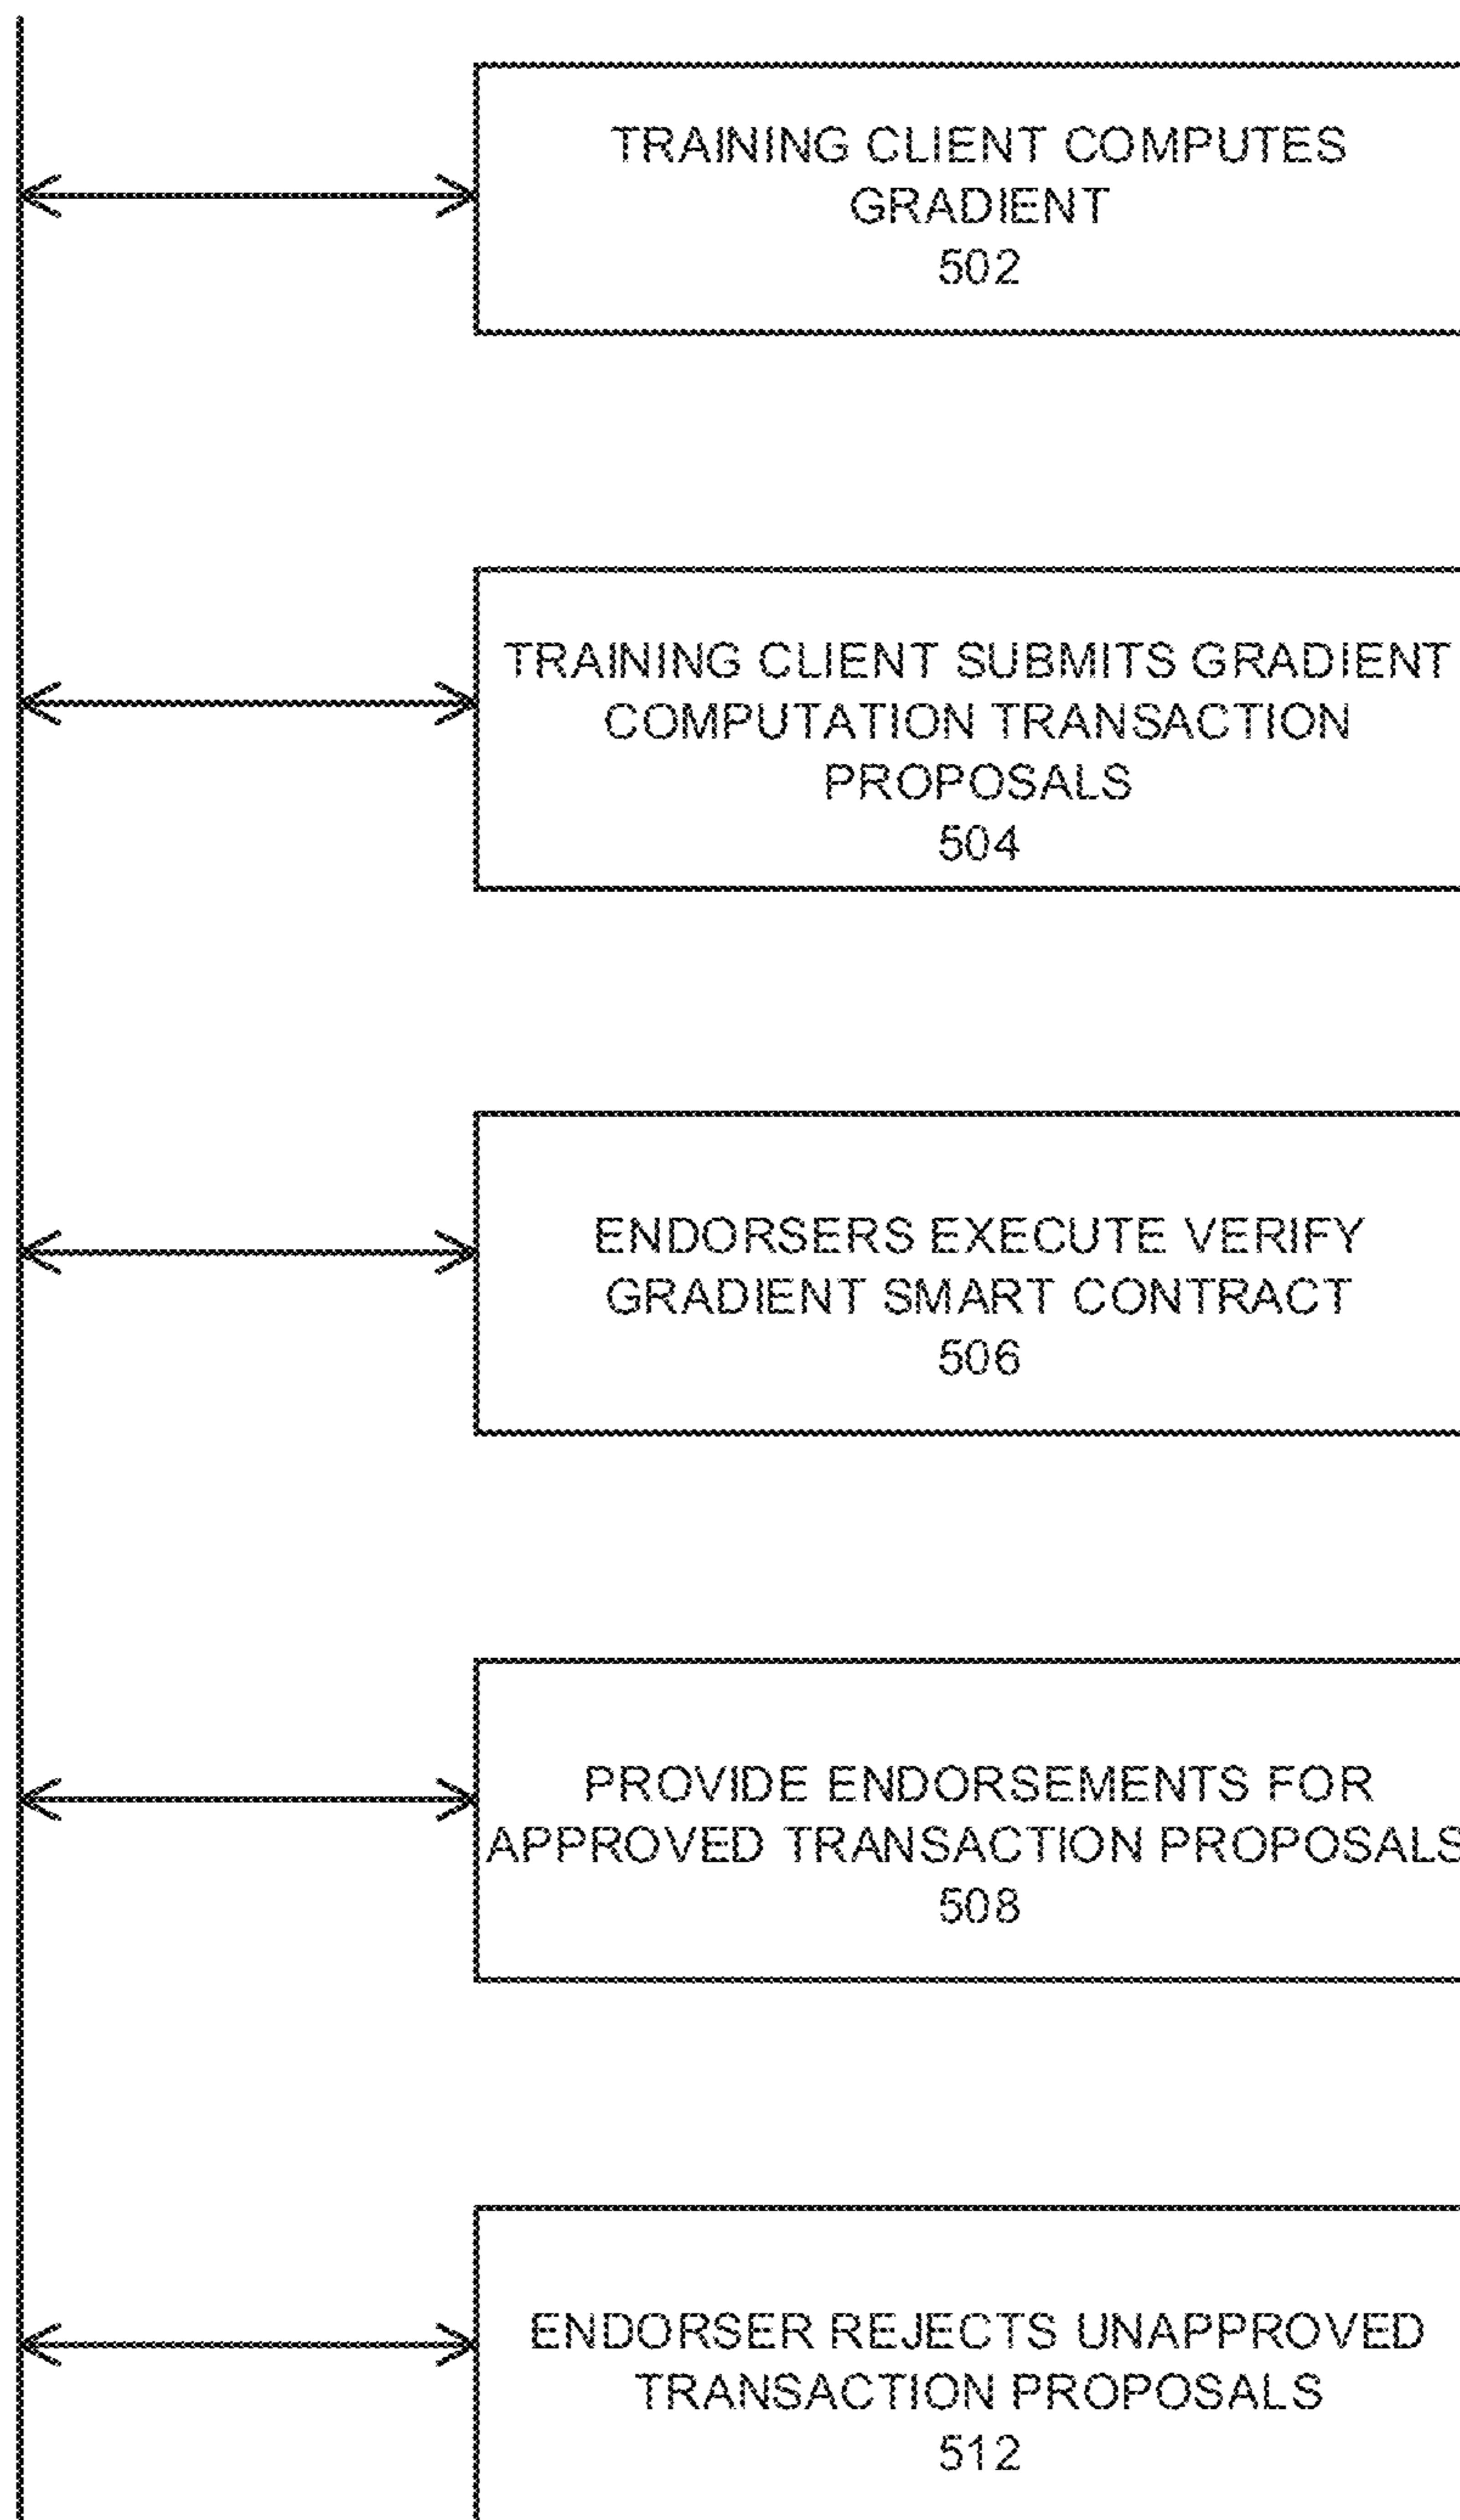 TRAINING CLIENT COMPUTES
GRADIENT
502
TRAINING CLIENT SUBMITS GRADIENT
COMPUTATION TRANSACTION
PROPOSALS
504
ENDORSERS EXECUTE VERIFY
GRADIENT SMART CONTRACT
506
PROVIDE ENDORSEMENTS FOR
APPROVED TRANSACTION PROPOSALS
508
ENDORSER REJECTS UNAPPROVED
TRANSACTION PROPOSALS
512